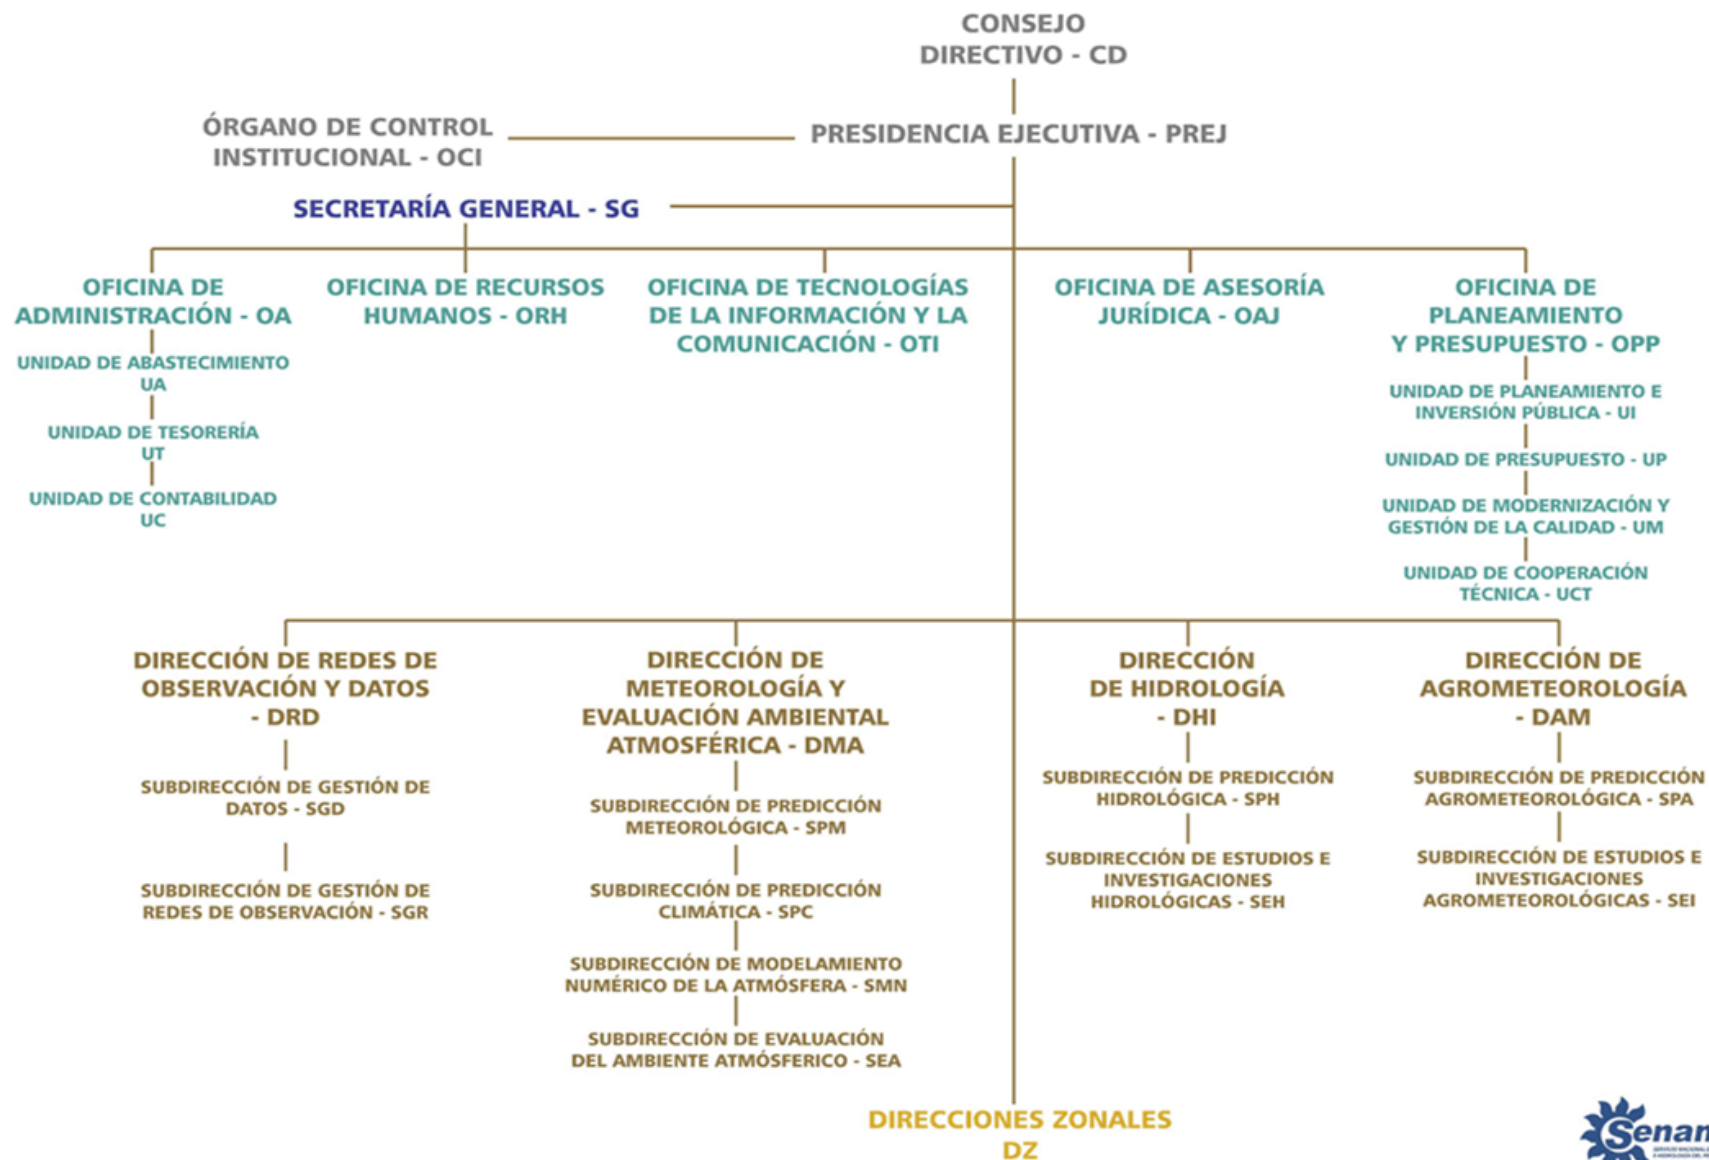 CONSEJO
DIRECTIVO - CD
ÓRGANO DE CONTROL
INSTITUCIONAL - OCI
PRESIDENCIA EJECUTIVA - PREJ
SECRETARÍA GENERAL - SG
OFICINA DE
ADMINISTRACIÓN - OA
UNIDAD DE ABASTECIMIENTO
UA
UNIDAD DE TESORERÍA
UT
UNIDAD DE CONTABILIDAD
UC
OFICINA DE RECURSOS
HUMANOS - ORH
OFICINA DE TECNOLOGÍAS
DE LA INFORMACIÓN Y LA
COMUNICACIÓN - OTI
OFICINA DE ASESORÍA
JURÍDICA - OAJ
OFICINA DE
PLANEAMIENTO
Y PRESUPUESTO - OPP
UNIDAD DE PLANEAMIENTO E
INVERSIÓN PÚBLICA - UI
UNIDAD DE PRESUPUESTO - UP
UNIDAD DE MODERNIZACIÓN Y
GESTIÓN DE LA CALIDAD - UM
UNIDAD DE COOPERACIÓN
TÉCNICA - UCT
DIRECCIÓN DE REDES DE
OBSERVACIÓN Y DATOS
- DRD
SUBDIRECCIÓN DE GESTIÓN DE
DATOS - SGD
SUBDIRECCIÓN DE GESTIÓN DE
REDES DE OBSERVACIÓN - SGR
DIRECCIÓN DE
METEOROLOGÍA Y
EVALUACIÓN AMBIENTAL
ATMOSFÉRICA - DMA
SUBDIRECCIÓN DE PREDICCIÓN
METEOROLÓGICA - SPM
SUBDIRECCIÓN DE PREDICCIÓN
CLIMÁTICA - SPC
SUBDIRECCIÓN DE MODELAMIENTO
NUMÉRICO DE LA ATMÓSFERA - SMN
SUBDIRECCIÓN DE EVALUACIÓN
DEL AMBIENTE ATMÓSFERICO - SEA
DIRECCIÓN
DE HIDROLOGÍA
- DHI
SUBDIRECCIÓN DE PREDICCIÓN
HIDROLÓGICA - SPH
SUBDIRECCIÓN DE ESTUDIOS E
INVESTIGACIONES
HIDROLÓGICAS - SEH
DIRECCIÓN DE
AGROMETEOROLOGÍA
- DAM
SUBDIRECCIÓN DE PREDICCIÓN
AGROMETEOROLÓGICA - SPA
SUBDIRECCIÓN DE ESTUDIOS E
INVESTIGACIONES
AGROMETEOROLÓGICAS - SEI
DIRECCIONES ZONALES
DZ